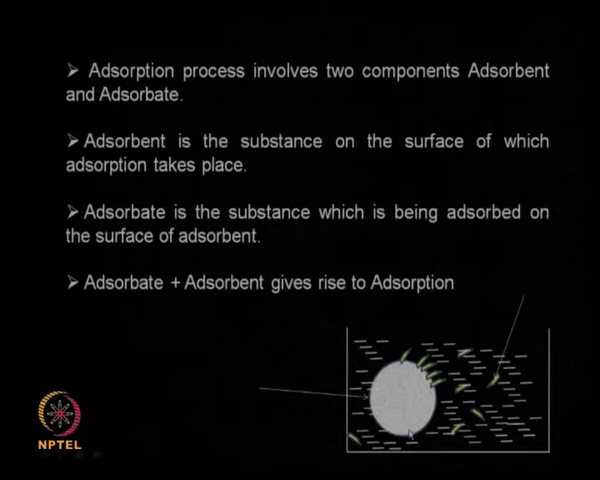 ➢ Adsorption process involves two components Adsorbent
and Adsorbate.
➢ Adsorbent is the substance on the surface of which
adsorption takes place.
➢ Adsorbate is the substance which is being adsorbed on
the surface of adsorbent.
➢ Adsorbate + Adsorbent gives rise to Adsorption
NPTEL